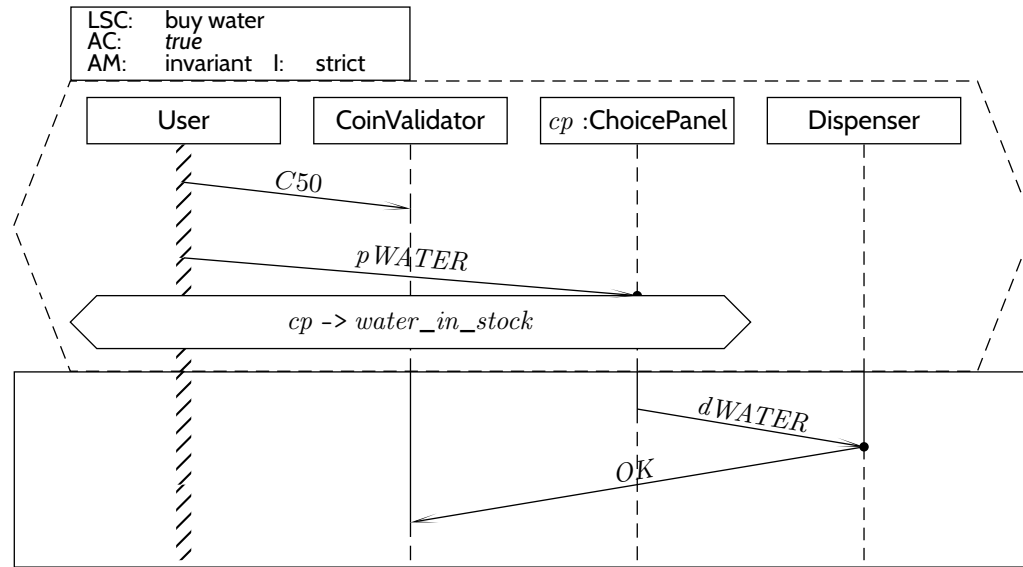 LSC: buy water
AC: true
AM: invariant I: strict
User CoinValidator cp :ChoicePanel Dispenser
C50
pWATER
cp -> water_in_stock
dWATER
OK